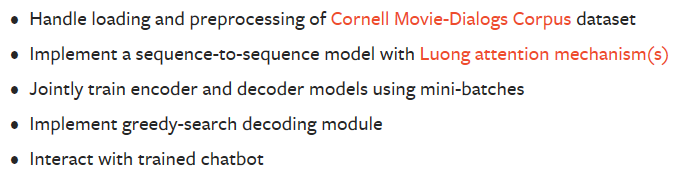 • Handle loading and preprocessing of Cornell Movie-Dialogs Corpus dataset
• Implement a sequence-to-sequence model with Luong attention mechanism(s)
• Jointly train encoder and decoder models using mini-batches
• Implement greedy-search decoding module
• Interact with trained chatbot